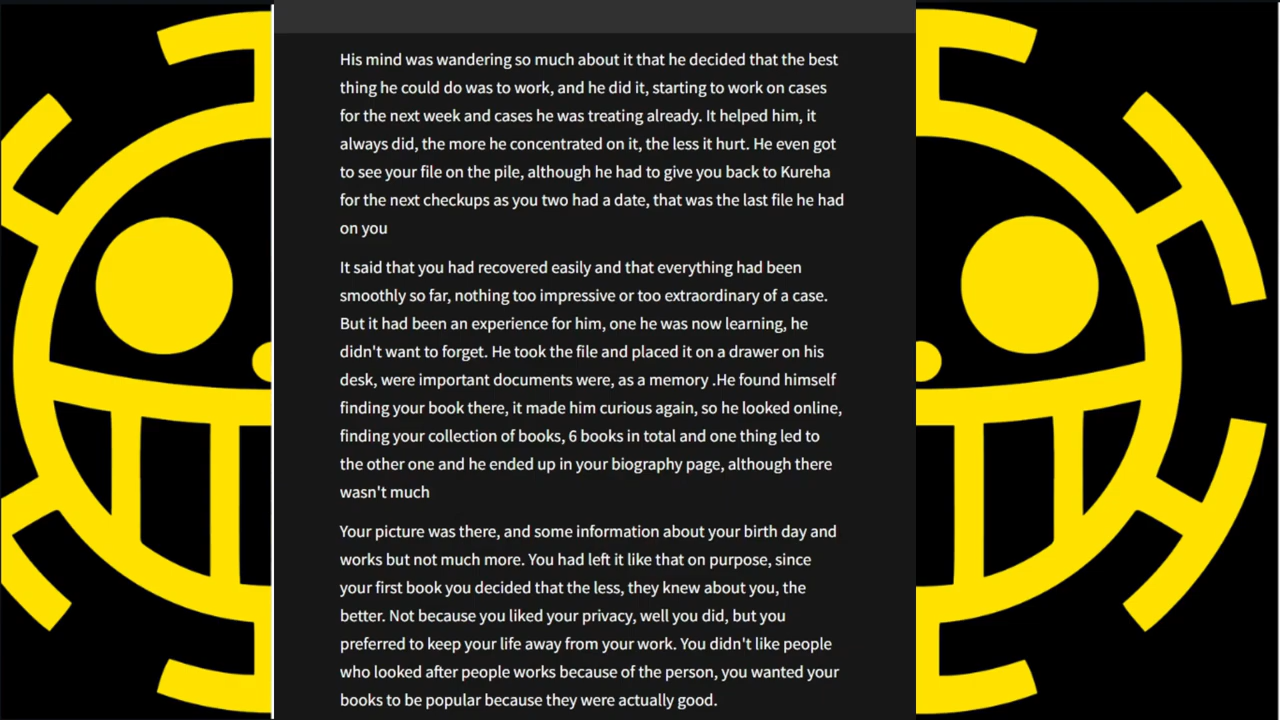 His mind was wandering so much about it that he decided that the best
thing he could do was to work, and he did it, starting to work on cases
for the next week and cases he was treating already. It helped him, it
always did, the more he concentrated on it, the less it hurt. He even got
to see your file on the pile, although he had to give you back to Kureha
for the next checkups as you two had a date, that was the last file he had
on you
It said that you had recovered easily and that everything had been
smoothly so far, nothing too impressive or too extraordinary of a case.
But it had been an experience for him, one he was now learning, he
didn't want to forget. He took the file and placed it on a drawer on his
desk, were important documents were, as a memory .He found himself
finding your book there, it made him curious again, so he looked online,
finding your collection of books, 6 books in total and one thing led to
the other one and he ended up in your biography page, although there
wasn't much
Your picture was there, and some information about your birth day and
works but not much more. You had left it like that on purpose, since
your first book you decided that the less, they knew about you, the
better. Not because you liked your privacy, well you did, but you
preferred to keep your life away from your work. You didn't like people
who looked after people works because of the person, you wanted your
books to be popular because they were actually good.